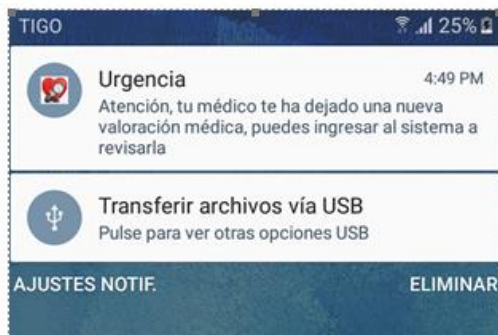 TIGO 25%
Urgencia 4:49 PM
Atención, tu médico te ha dejado una nueva
valoración médica, puedes ingresar al sistema a
revisarla
Transferir archivos vía USB
Pulse para ver otras opciones USB
AJUSTES NOTIF. ELIMINAR